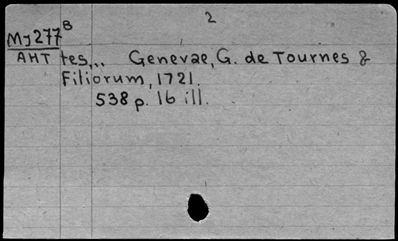 2
MJ277B
AHT tes,.. Genevae, G. de Tournes &
Filiorum, 1721.
538 p. 16 ill.